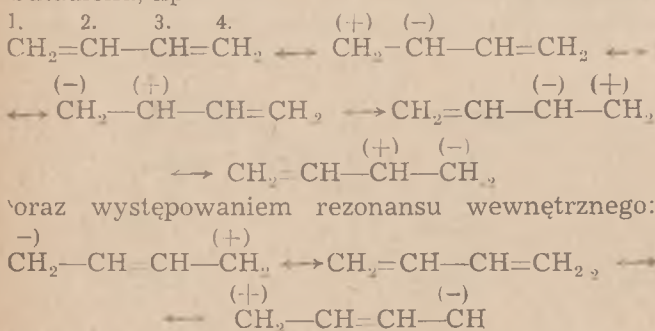 1. 2. 3. 4. (+) (−)
CH₂=CH—CH=CH₂ ⟷ CH₂—CH—CH=CH₂ ⟷
(−) (+) (−) (+)
⟷ CH₂—CH—CH=CH₂ ⟷ CH₂=CH—CH—CH₂
(+) (−)
⟷ CH₂=CH—CH—CH₂
oraz występowaniem rezonansu wewnętrznego:
−) (+)
CH₂—CH=CH—CH₂ ⟷ CH₂=CH—CH=CH₂ ⟷
(+) (−)
⟷ CH₂—CH=CH—CH